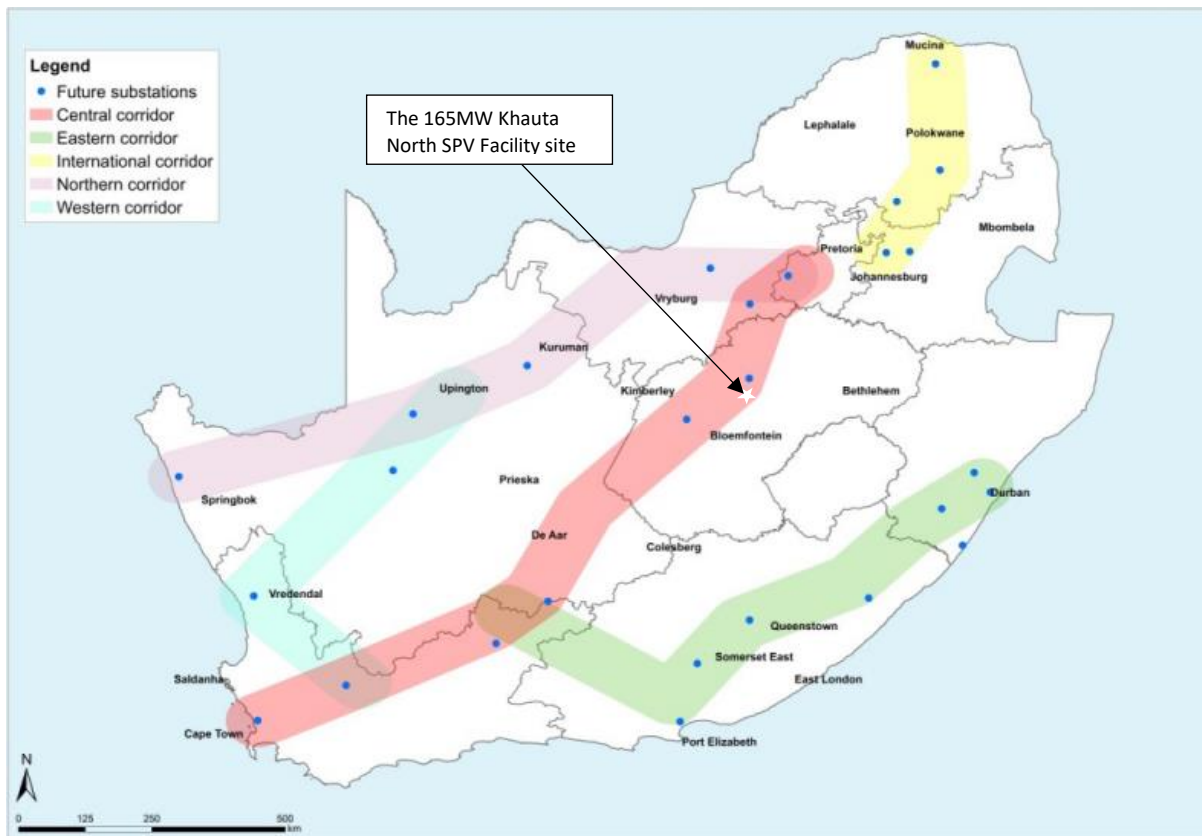 Legend
Future substations
Central corridor
Eastern corridor
International corridor
Northern corridor
Western corridor
The 165MW Khauta
North SPV Facility site
Mucina
Lephalale
Polokwane
Mbombela
Pretoria
Johannesburg
Vryburg
Kuruman
Upington
Kimberley
Bethlehem
Bloemfontein
Prieska
Springbok
Durban
De Aar
Colesberg
Vredendal
Queenstown
Somerset East
Saldanha
East London
Cape Town
Port Elizabeth
N
0 125 250 500
km